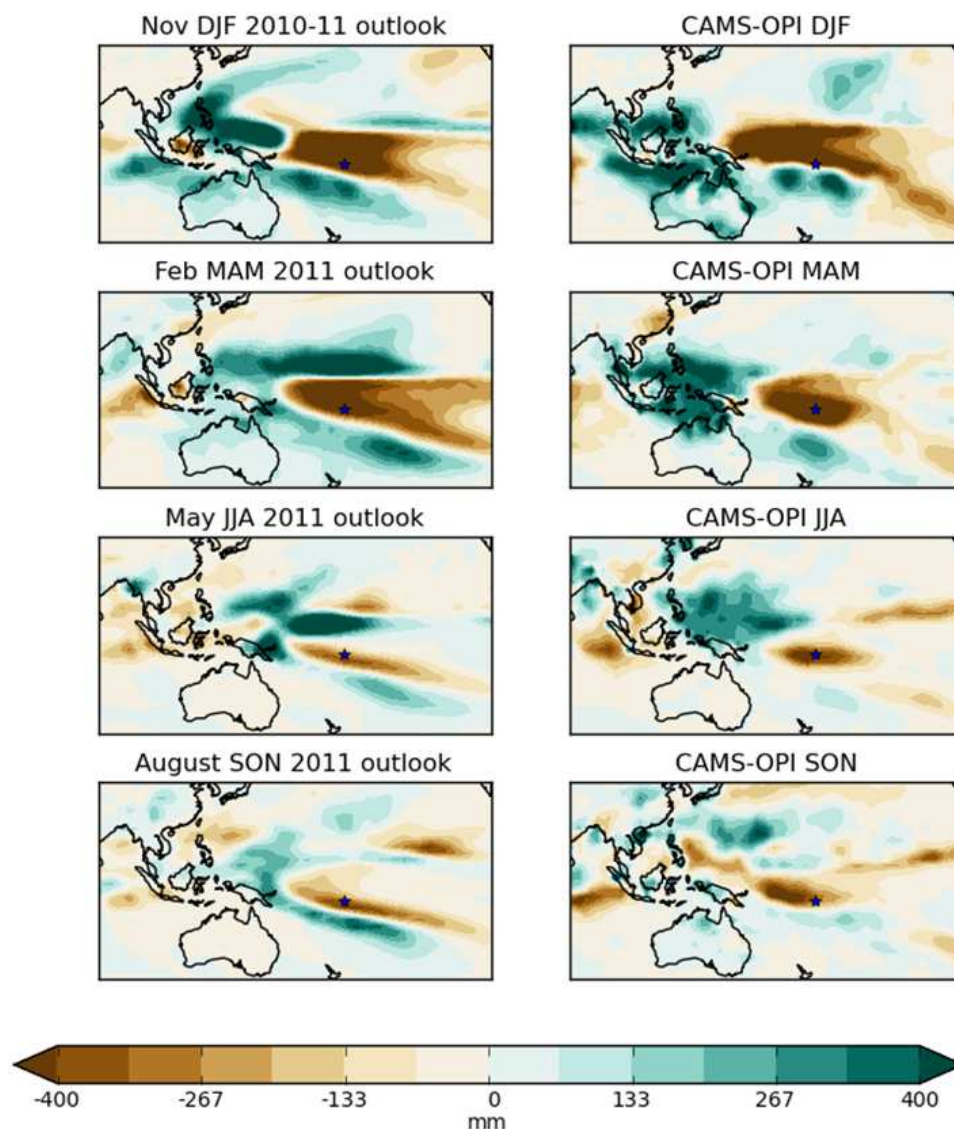 Nov DJF 2010-11 outlook
CAMS-OPI DJF
Feb MAM 2011 outlook
CAMS-OPI MAM
May JJA 2011 outlook
CAMS-OPI JJA
August SON 2011 outlook
CAMS-OPI SON
-400 -267 -133 0 133 267 400
mm